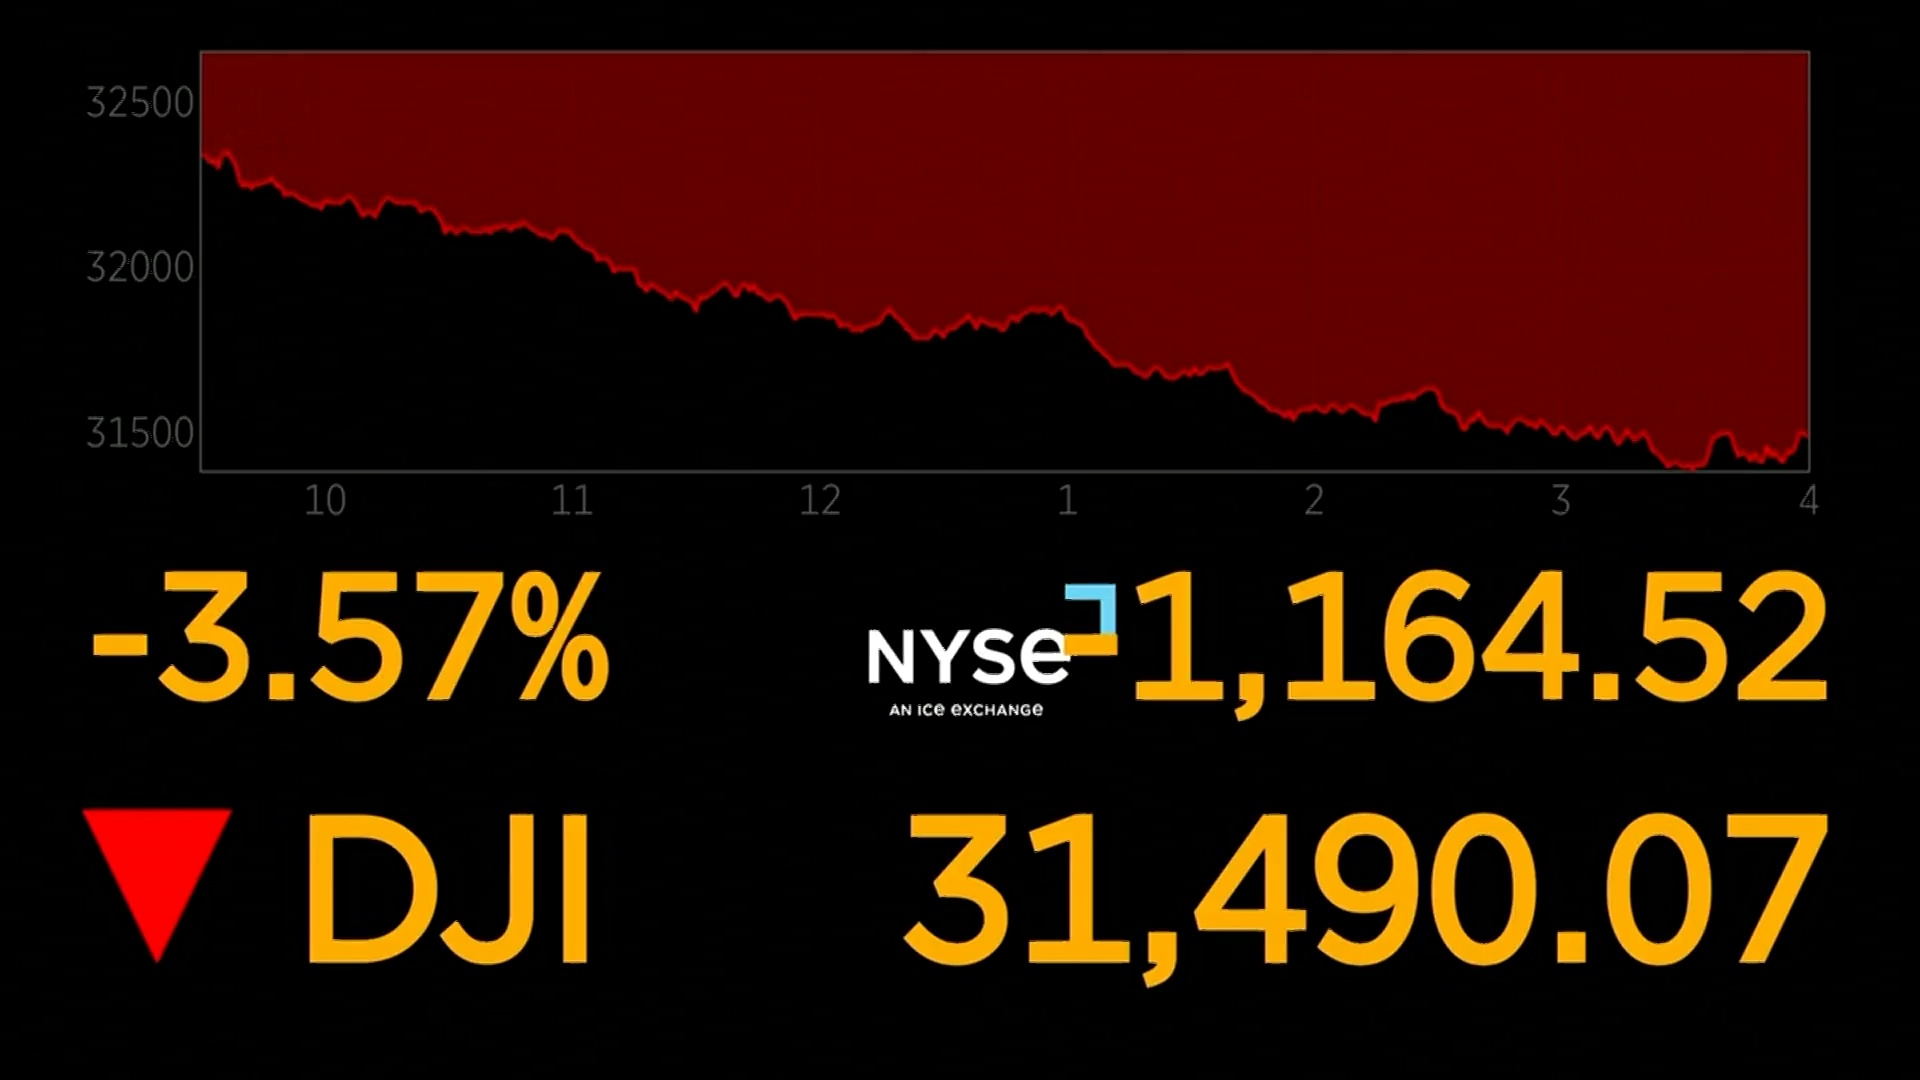 32500
32000
31500
10 11 12 1 2 3 4
-3.57% NYSE -1,164.52
AN ICE EXCHANGE
DJI 31,490.07